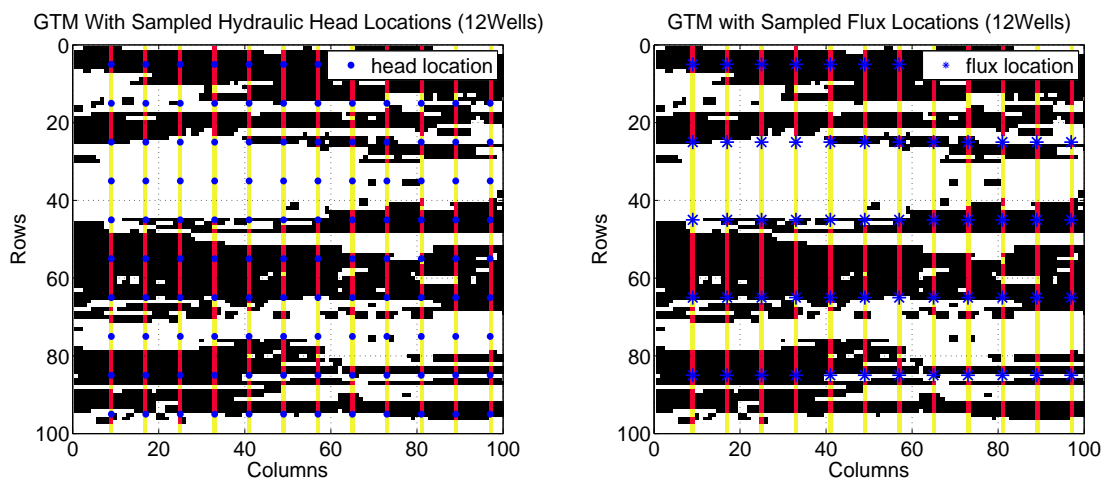 GTM With Sampled Hydraulic Head Locations (12Wells)
0
20
40
60
80
100
Rows
head location
0 20 40 60 80 100
Columns
GTM with Sampled Flux Locations (12Wells)
0
20
40
60
80
100
Rows
flux location
0 20 40 60 80 100
Columns